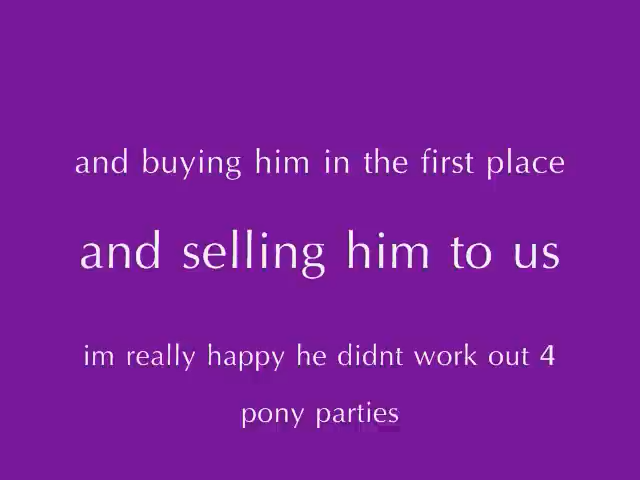 and buying him in the first place
and selling him to us
im really happy he didnt work out 4
pony parties